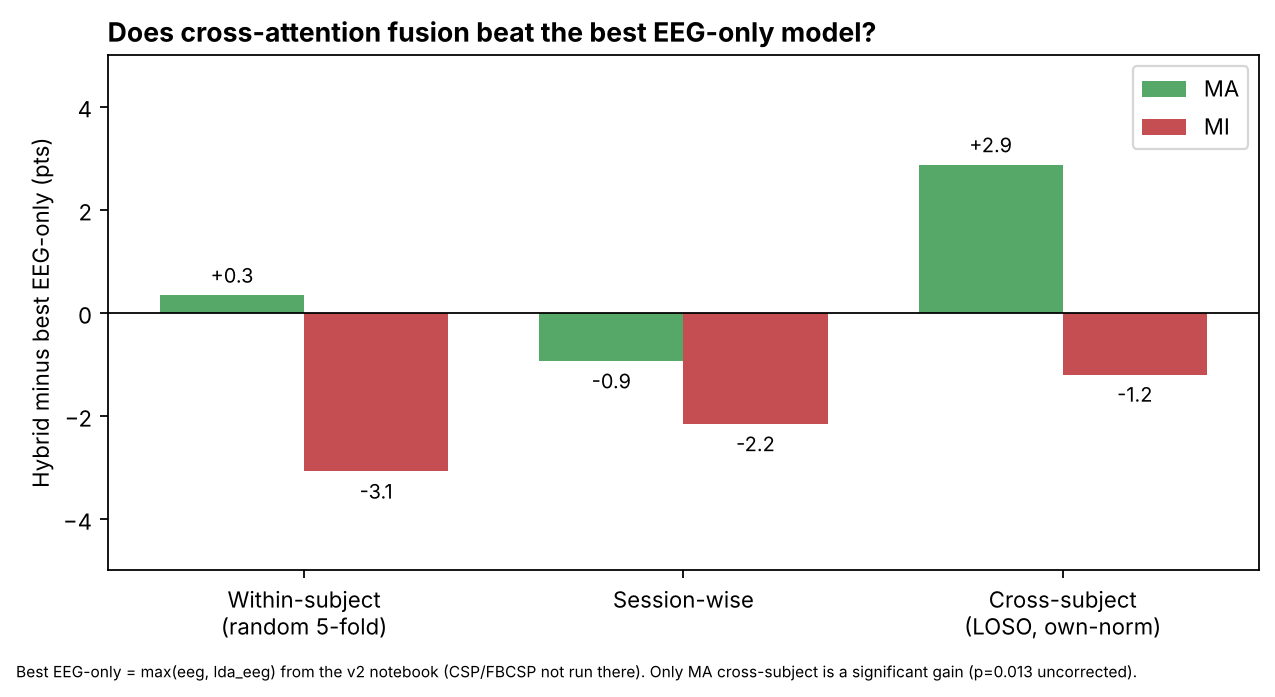 Does cross-attention fusion beat the best EEG-only model?
Hybrid minus best EEG-only (pts)
4
2
0
−2
−4
MA
MI
+0.3
-3.1
-0.9
-2.2
+2.9
-1.2
Within-subject
(random 5-fold)
Session-wise
Cross-subject
(LOSO, own-norm)
Best EEG-only = max(eeg, lda_eeg) from the v2 notebook (CSP/FBCSP not run there). Only MA cross-subject is a significant gain (p=0.013 uncorrected).